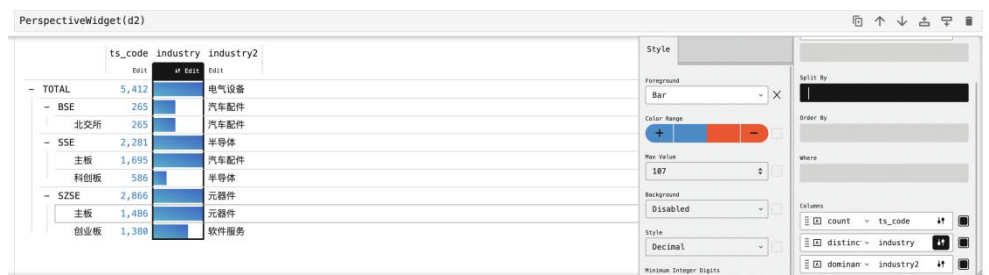 PerspectiveWidget(d2)
ts_code industry industry2
Edit Edit Edit
− TOTAL 5,412 电气设备
− BSE 265 汽车配件
北交所 265 汽车配件
− SSE 2,281 半导体
主板 1,695 汽车配件
科创板 586 半导体
− SZSE 2,866 元器件
主板 1,486 元器件
创业板 1,380 软件服务
Style
Foreground
Bar
Color Range
+ −
Max Value
107
Background
Disabled
Style
Decimal
Minimum Integer Digits
Split By
Order By
Where
Columns
A count ts_code
A distinc industry
A dominan industry2